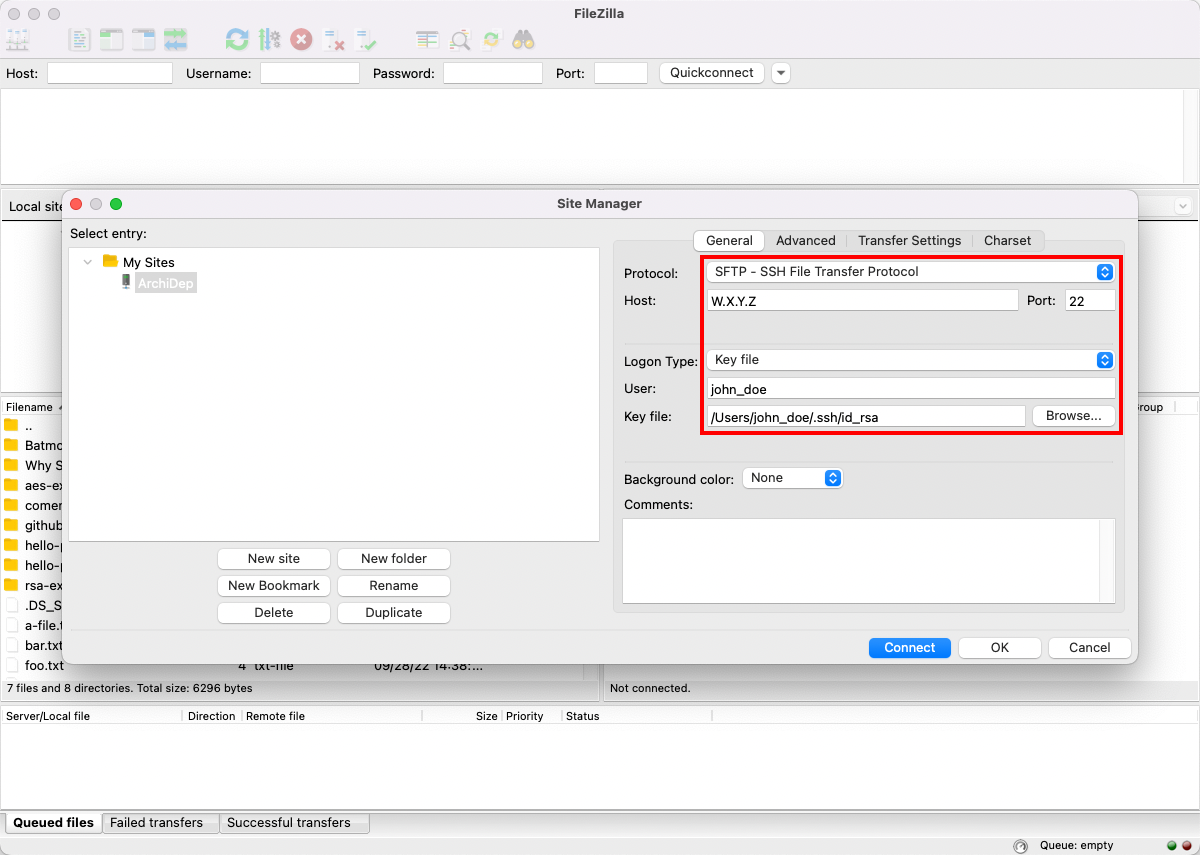 FileZilla
Host: Username: Password: Port: Quickconnect
Local site
Site Manager
Select entry:
My Sites
ArchiDep
General Advanced Transfer Settings Charset
Protocol: SFTP - SSH File Transfer Protocol
Host: W.X.Y.Z Port: 22
Logon Type: Key file
User: john_doe
Key file: /Users/john_doe/.ssh/id_rsa Browse...
Background color: None
Comments:
New site New folder
New Bookmark Rename
Delete Duplicate
Connect OK Cancel
Filename
..
Batmo
Why S
aes-ex
comer
github
hello-p
hello-p
rsa-ex
.DS_S
a-file.t
bar.txt
foo.txt 4 txt-file 09/28/22 14:38:...
roup
7 files and 8 directories. Total size: 6296 bytes
Not connected.
Server/Local file Direction Remote file Size Priority Status
Queued files Failed transfers Successful transfers
Queue: empty